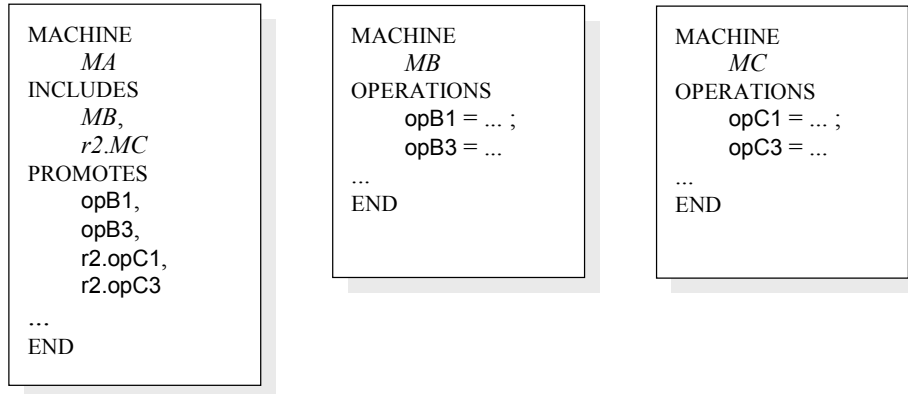 MACHINE
MA
INCLUDES
MB,
r2.MC
PROMOTES
opB1,
opB3,
r2.opC1,
r2.opC3
...
END
MACHINE
MB
OPERATIONS
opB1 = ... ;
opB3 = ...
...
END
MACHINE
MC
OPERATIONS
opC1 = ... ;
opC3 = ...
...
END